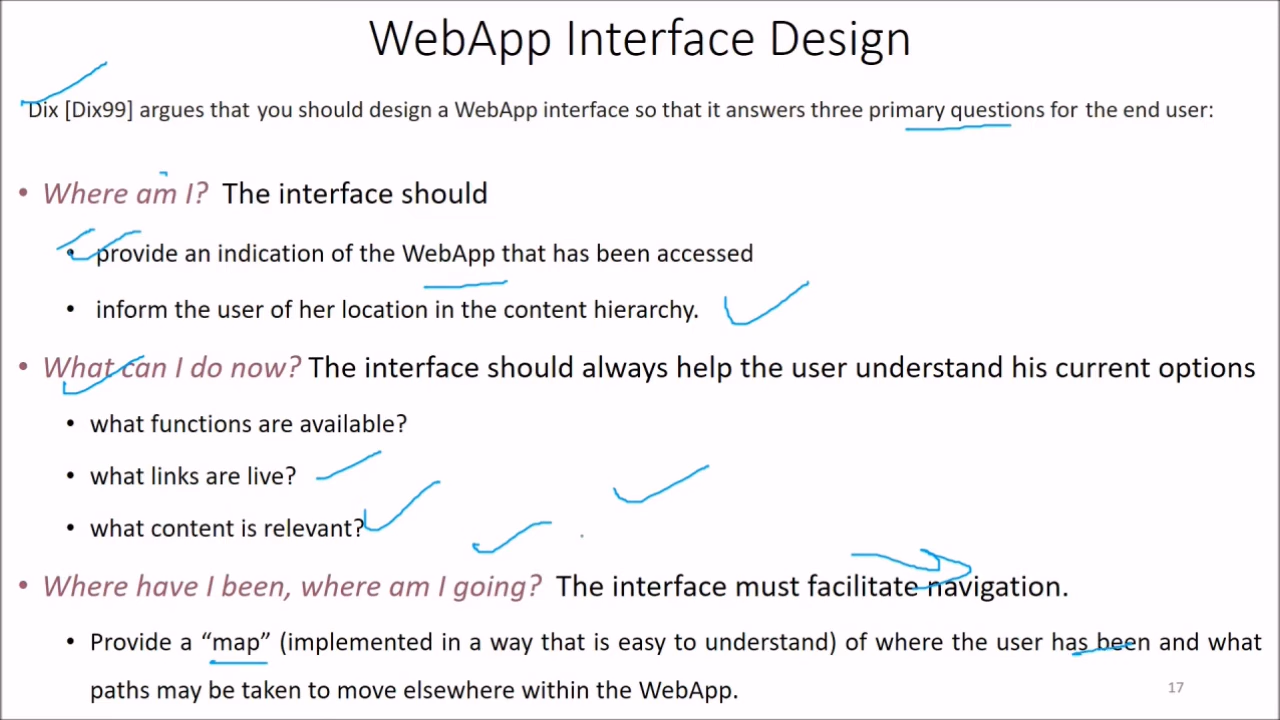 WebApp Interface Design
Dix [Dix99] argues that you should design a WebApp interface so that it answers three primary questions for the end user:
• Where am I? The interface should
• provide an indication of the WebApp that has been accessed
• inform the user of her location in the content hierarchy.
• What can I do now? The interface should always help the user understand his current options
• what functions are available?
• what links are live?
• what content is relevant?
• Where have I been, where am I going? The interface must facilitate navigation.
• Provide a “map” (implemented in a way that is easy to understand) of where the user has been and what
paths may be taken to move elsewhere within the WebApp.
17